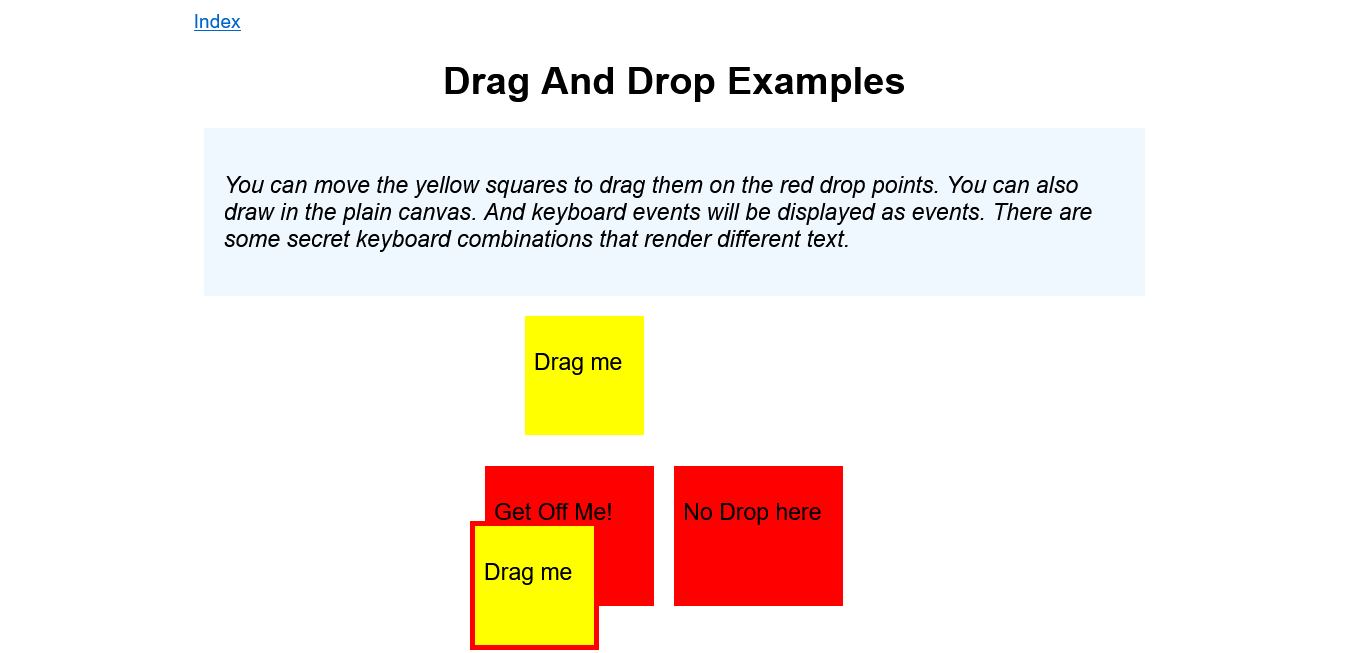 Index
Drag And Drop Examples
You can move the yellow squares to drag them on the red drop points. You can also
draw in the plain canvas. And keyboard events will be displayed as events. There are
some secret keyboard combinations that render different text.
Drag me
Get Off Me!
No Drop here
Drag me